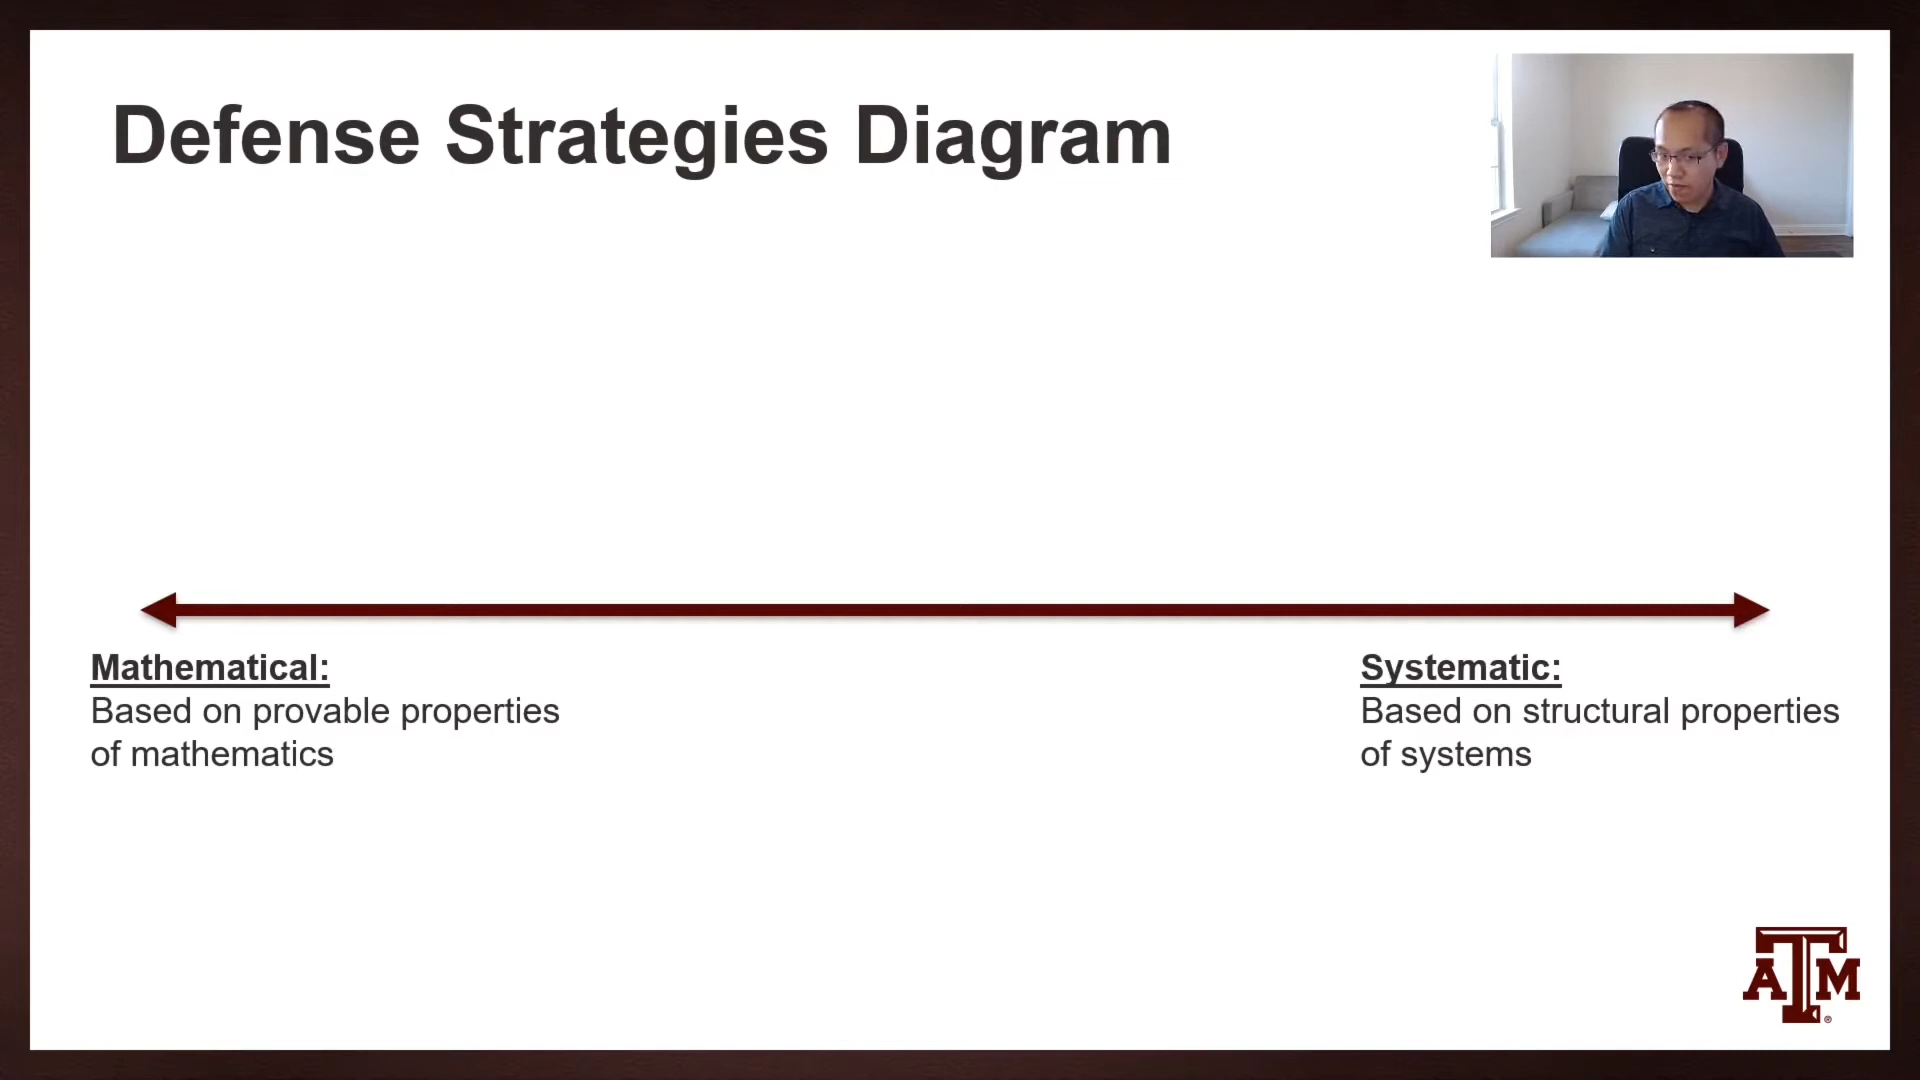 Defense Strategies Diagram
Mathematical:
Based on provable properties
of mathematics
Systematic:
Based on structural properties
of systems
ATM
®